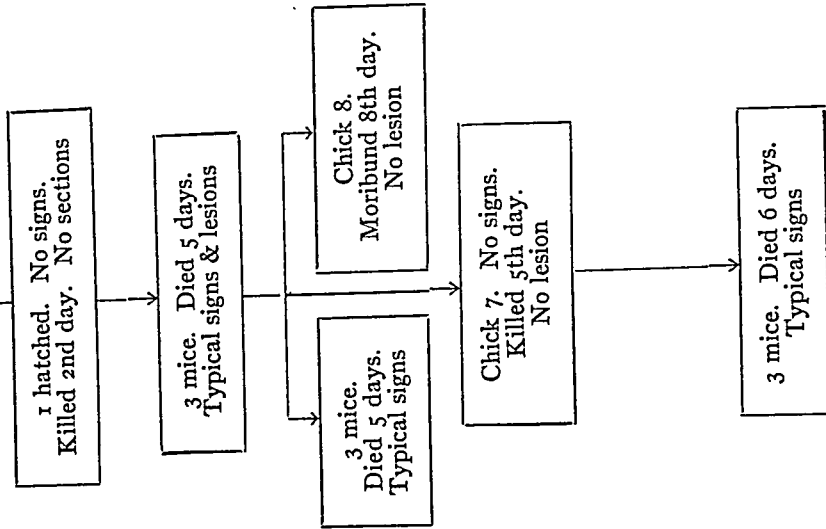 1 hatched. No signs.
Killed 2nd day. No sections
3 mice. Died 5 days.
Typical signs & lesions
3 mice.
Died 5 days.
Typical signs
Chick 8.
Moribund 8th day.
No lesion
Chick 7. No signs.
Killed 5th day.
No lesion
3 mice. Died 6 days.
Typical signs